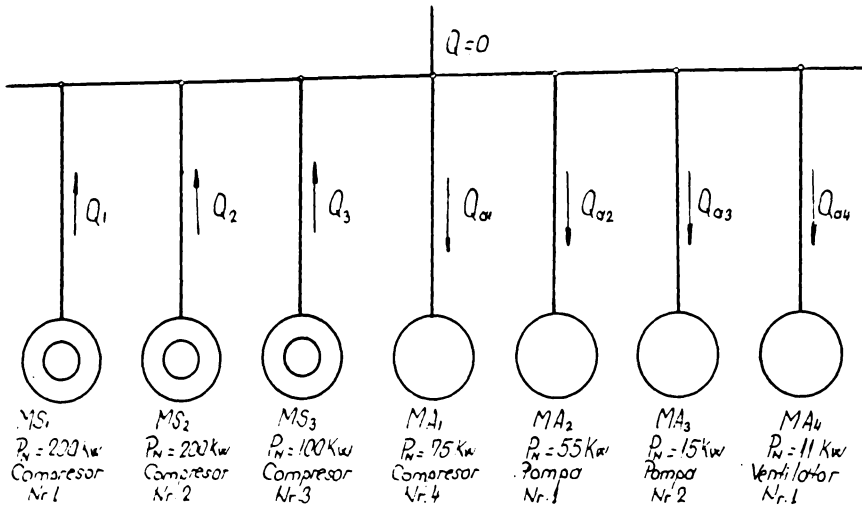 Q=0
Q1
Q2
Q3
Qa1
Qa2
Qa3
Qa4
MS1
PN = 200 kw
Compresor
Nr. 1
MS2
PN = 200 kw
Compresor
Nr. 2
MS3
PN = 100 Kw
Compresor
Nr. 3
MA1
PN = 75 Kw
Compresor
Nr. 4
MA2
PN = 55 Kw
Pompa
Nr. 1
MA3
PN = 15 Kw
Pompa
Nr 2
MA4
PN = 11 Kw
Ventilator
Nr. 1